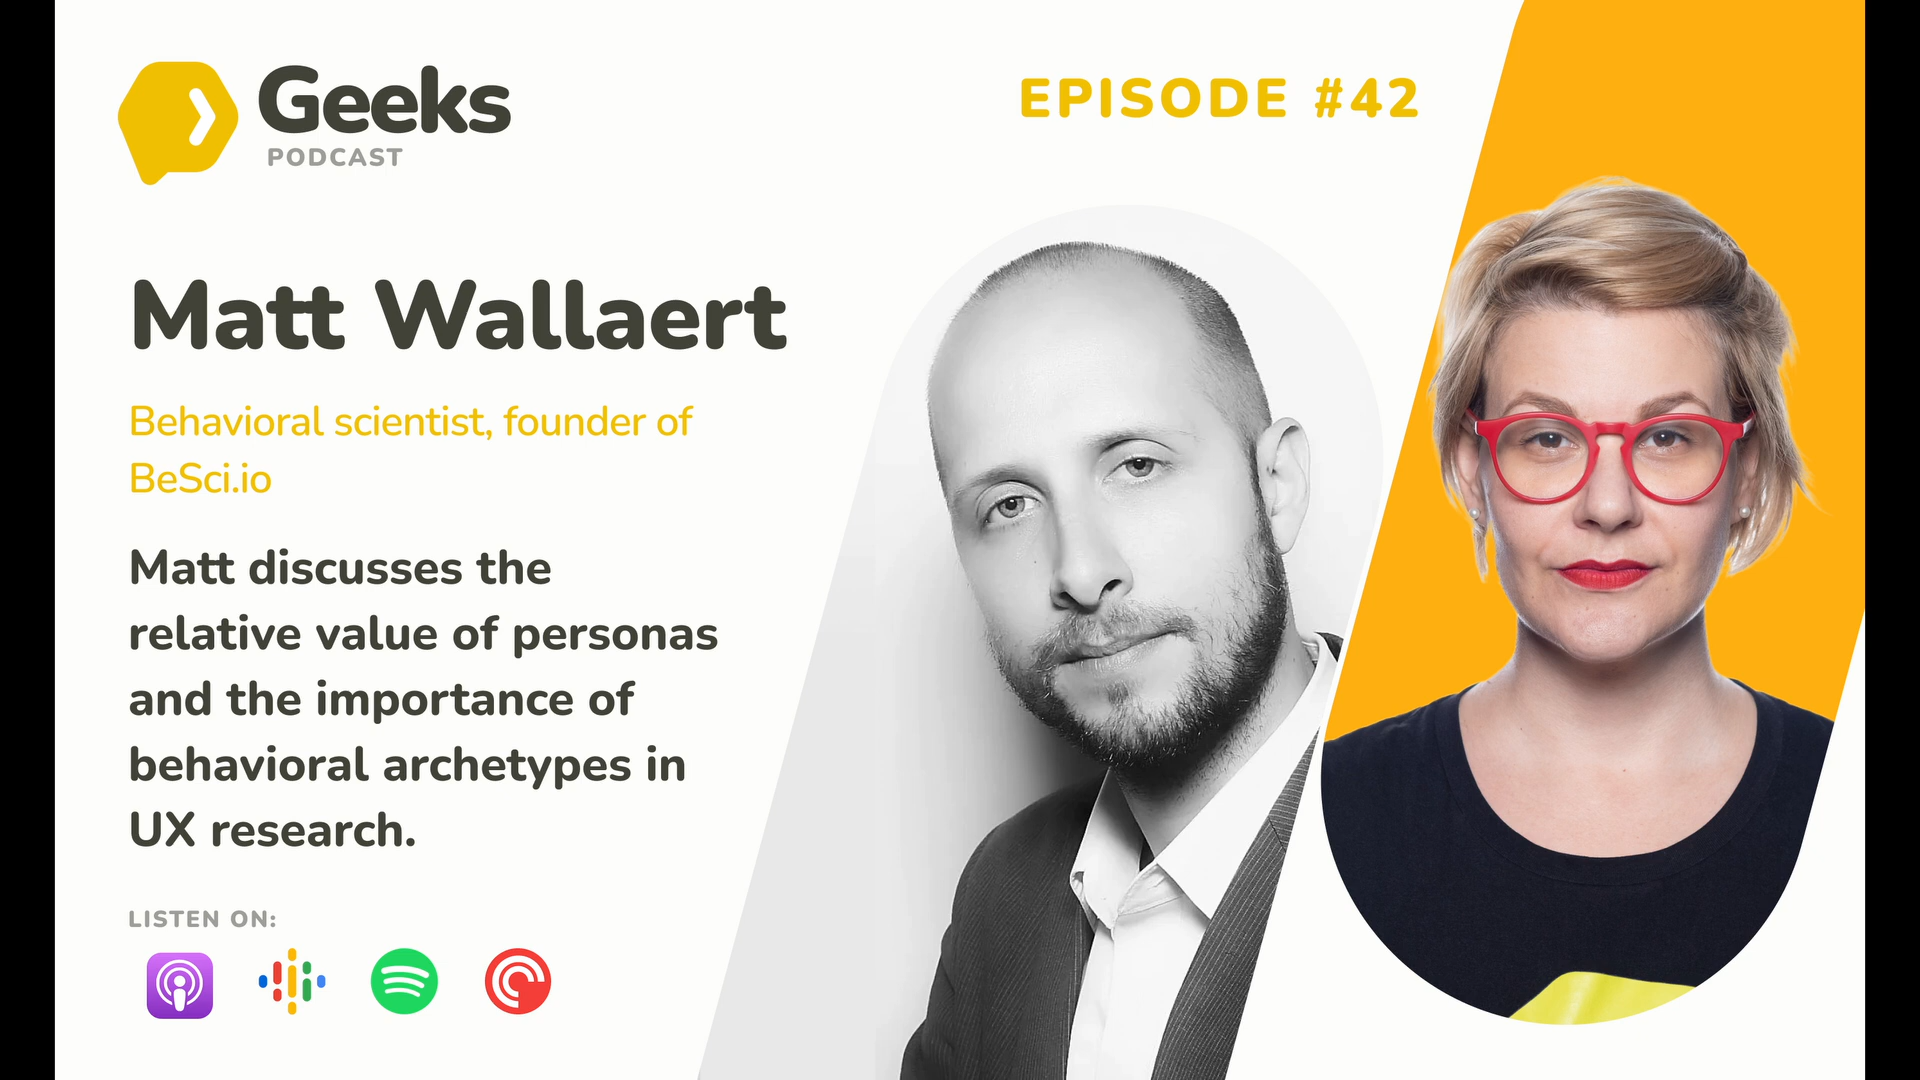 Geeks
PODCAST
EPISODE #42
Matt Wallaert
Behavioral scientist, founder of
BeSci.io
Matt discusses the
relative value of personas
and the importance of
behavioral archetypes in
UX research.
LISTEN ON: